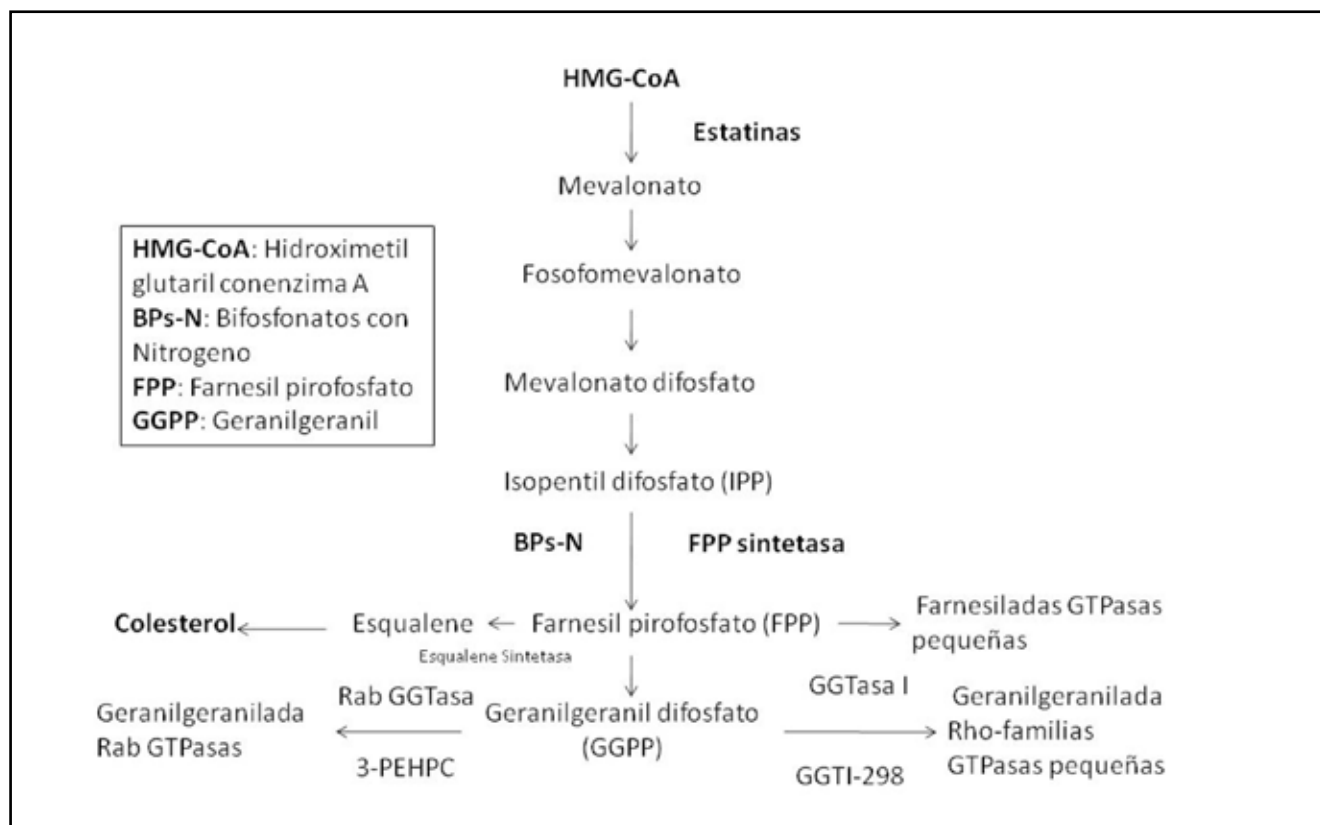 HMG-CoA
Estatinas
Mevalonato
HMG-CoA: Hidroximetil
glutaril conenzima A
BPs-N: Bifosfonatos con
Nitrogeno
FPP: Farnesil pirofosfato
GGPP: Geranilgeranil
Fosofomevalonato
Mevalonato difosfato
Isopentil difosfato (IPP)
BPs-N
FPP sintetasa
Colesterol
Esqualene
Farnesil pirofosfato (FPP)
Farnesiladas GTPasas
pequeñas
Esqualene Sintetasa
Geranilgeranilada
Rab GTPasas
Rab GGTasa
3-PEHPC
Geranilgeranil difosfato
(GGPP)
GGTasa I
GGTI-298
Geranilgeranilada
Rho-familias
GTPasas pequeñas